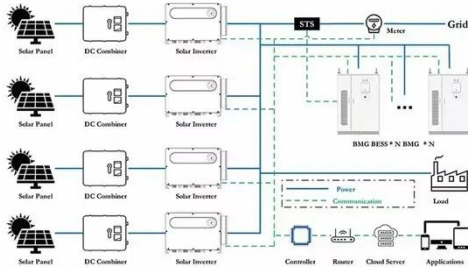 STS
Meter
Grid
Solar Panel
DC Combiner
Solar Inverter
Solar Panel
DC Combiner
Solar Inverter
BMG BESS * N BMG * N
Solar Panel
DC Combiner
Solar Inverter
Power
Communication
Load
Solar Panel
DC Combiner
Solar Inverter
Controller
Router
Cloud Server
Applications